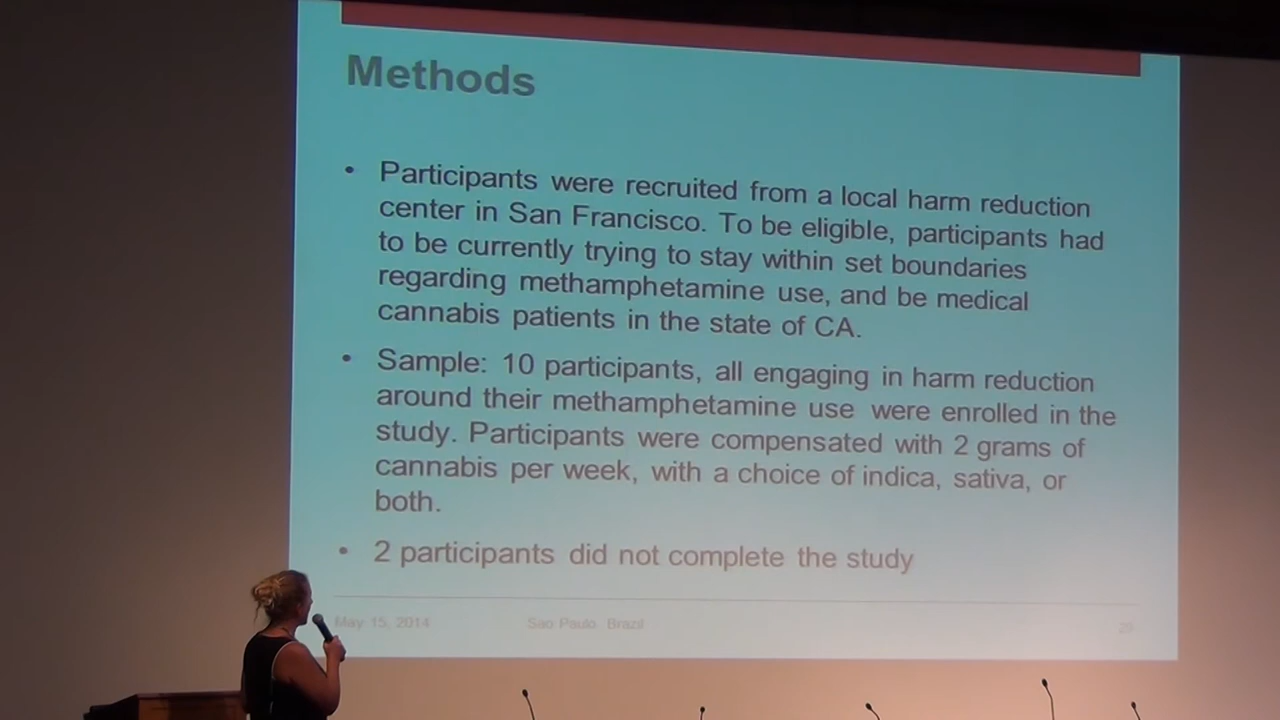 Methods
• Participants were recruited from a local harm reduction
center in San Francisco. To be eligible, participants had
to be currently trying to stay within set boundaries
regarding methamphetamine use, and be medical
cannabis patients in the state of CA.
• Sample: 10 participants, all engaging in harm reduction
around their methamphetamine use were enrolled in the
study. Participants were compensated with 2 grams of
cannabis per week, with a choice of indica, sativa, or
both.
• 2 participants did not complete the study
May 15, 2014 Sao Paulo, Brazil